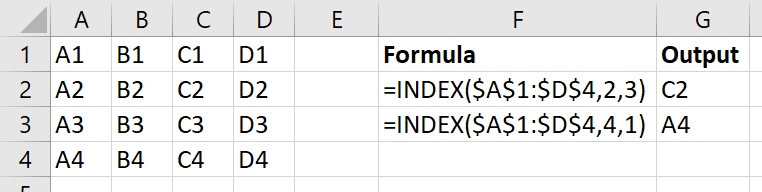 A B C D E F G
1 A1 B1 C1 D1 Formula Output
2 A2 B2 C2 D2 =INDEX($A$1:$D$4,2,3) C2
3 A3 B3 C3 D3 =INDEX($A$1:$D$4,4,1) A4
4 A4 B4 C4 D4